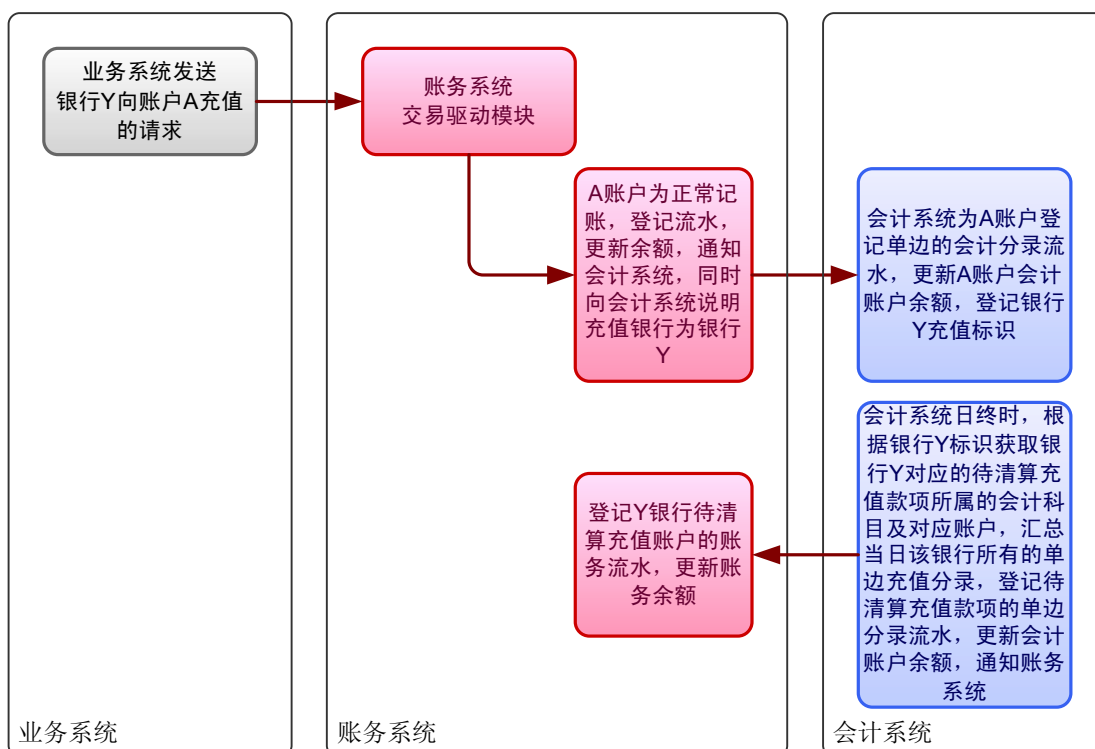 业务系统发送
银行Y向账户A充值
的请求
账务系统
交易驱动模块
A账户为正常记
账，登记流水，
更新余额，通知
会计系统，同时
向会计系统说明
充值银行为银行
Y
会计系统为A账户登
记单边的会计分录流
水，更新A账户会计
账户余额，登记银行
Y充值标识
会计系统日终时，根
据银行Y标识获取银
行Y对应的待清算充
值款项所属的会计科
目及对应账户，汇总
当日该银行所有的单
边充值分录，登记待
清算充值款项的单边
分录流水，更新会计
账户余额，通知账务
系统
登记Y银行待清
算充值账户的账
务流水，更新账
务余额
业务系统
账务系统
会计系统